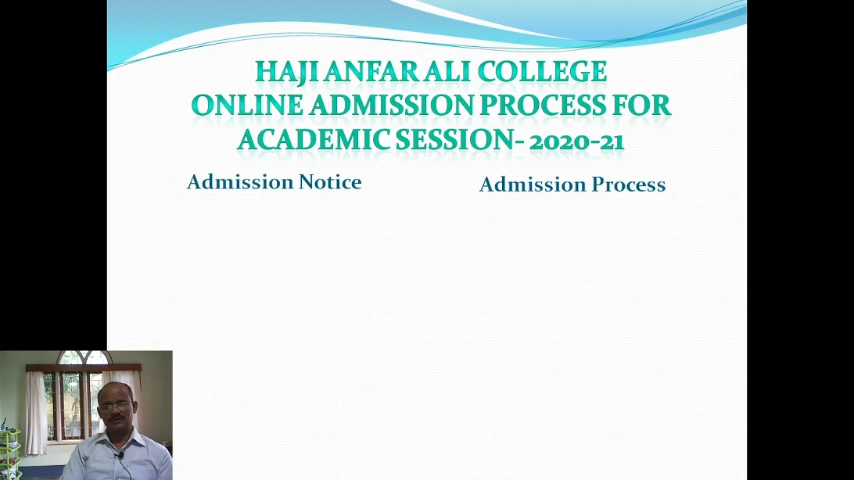 HAJI ANFAR ALI COLLEGE
ONLINE ADMISSION PROCESS FOR
ACADEMIC SESSION- 2020-21
Admission Notice
Admission Process